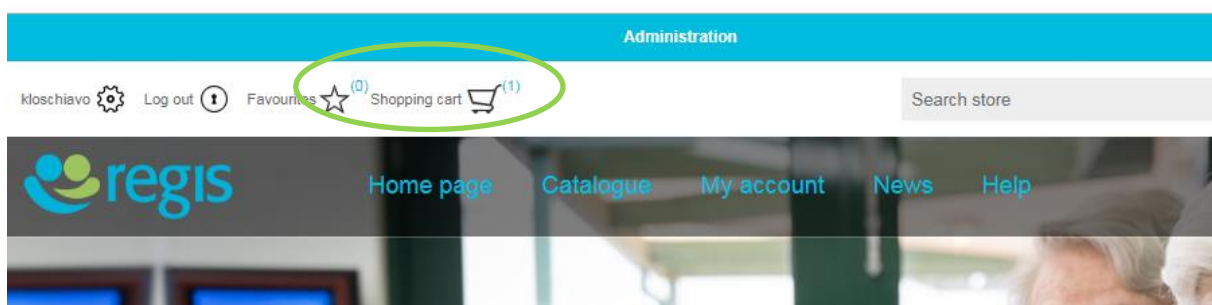 Administration
kloschiavo Log out Favourites (0) Shopping cart (1) Search store
regis Home page Catalogue My account News Help